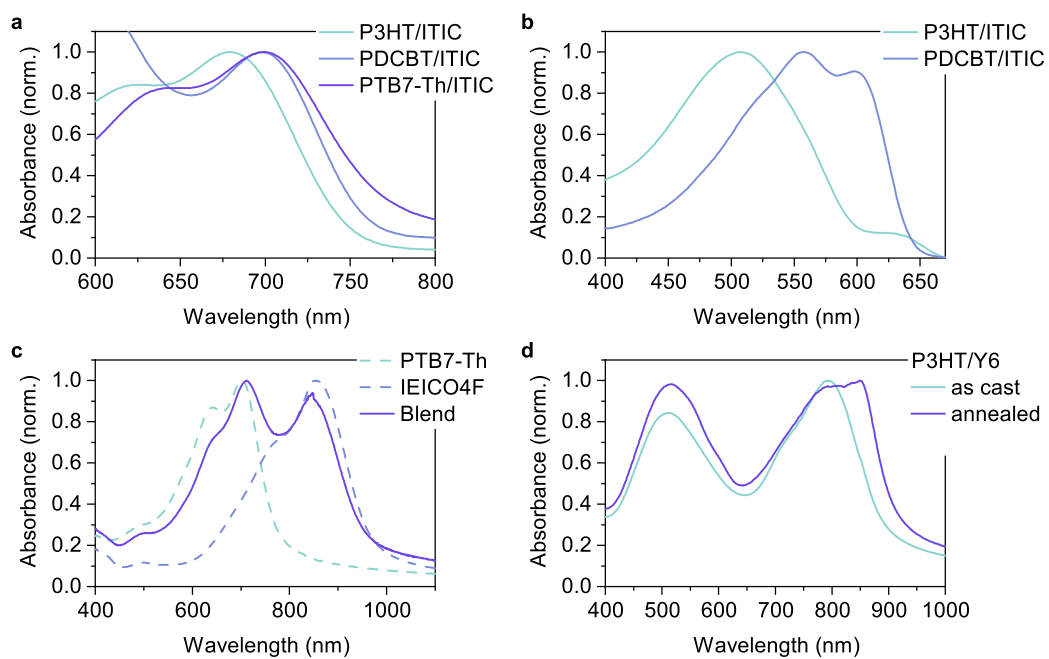 a
P3HT/ITIC
PDCBT/ITIC
PTB7-Th/ITIC
1.0
0.8
0.6
0.4
0.2
0.0
Absorbance (norm.)
600 650 700 750 800
Wavelength (nm)
b
P3HT/ITIC
PDCBT/ITIC
1.0
0.8
0.6
0.4
0.2
0.0
Absorbance (norm.)
400 450 500 550 600 650
Wavelength (nm)
c
PTB7-Th
IEICO4F
Blend
1.0
0.8
0.6
0.4
0.2
0.0
Absorbance (norm.)
400 600 800 1000
Wavelength (nm)
d
P3HT/Y6
as cast
annealed
1.0
0.8
0.6
0.4
0.2
0.0
Absorbance (norm.)
400 500 600 700 800 900 1000
Wavelength (nm)